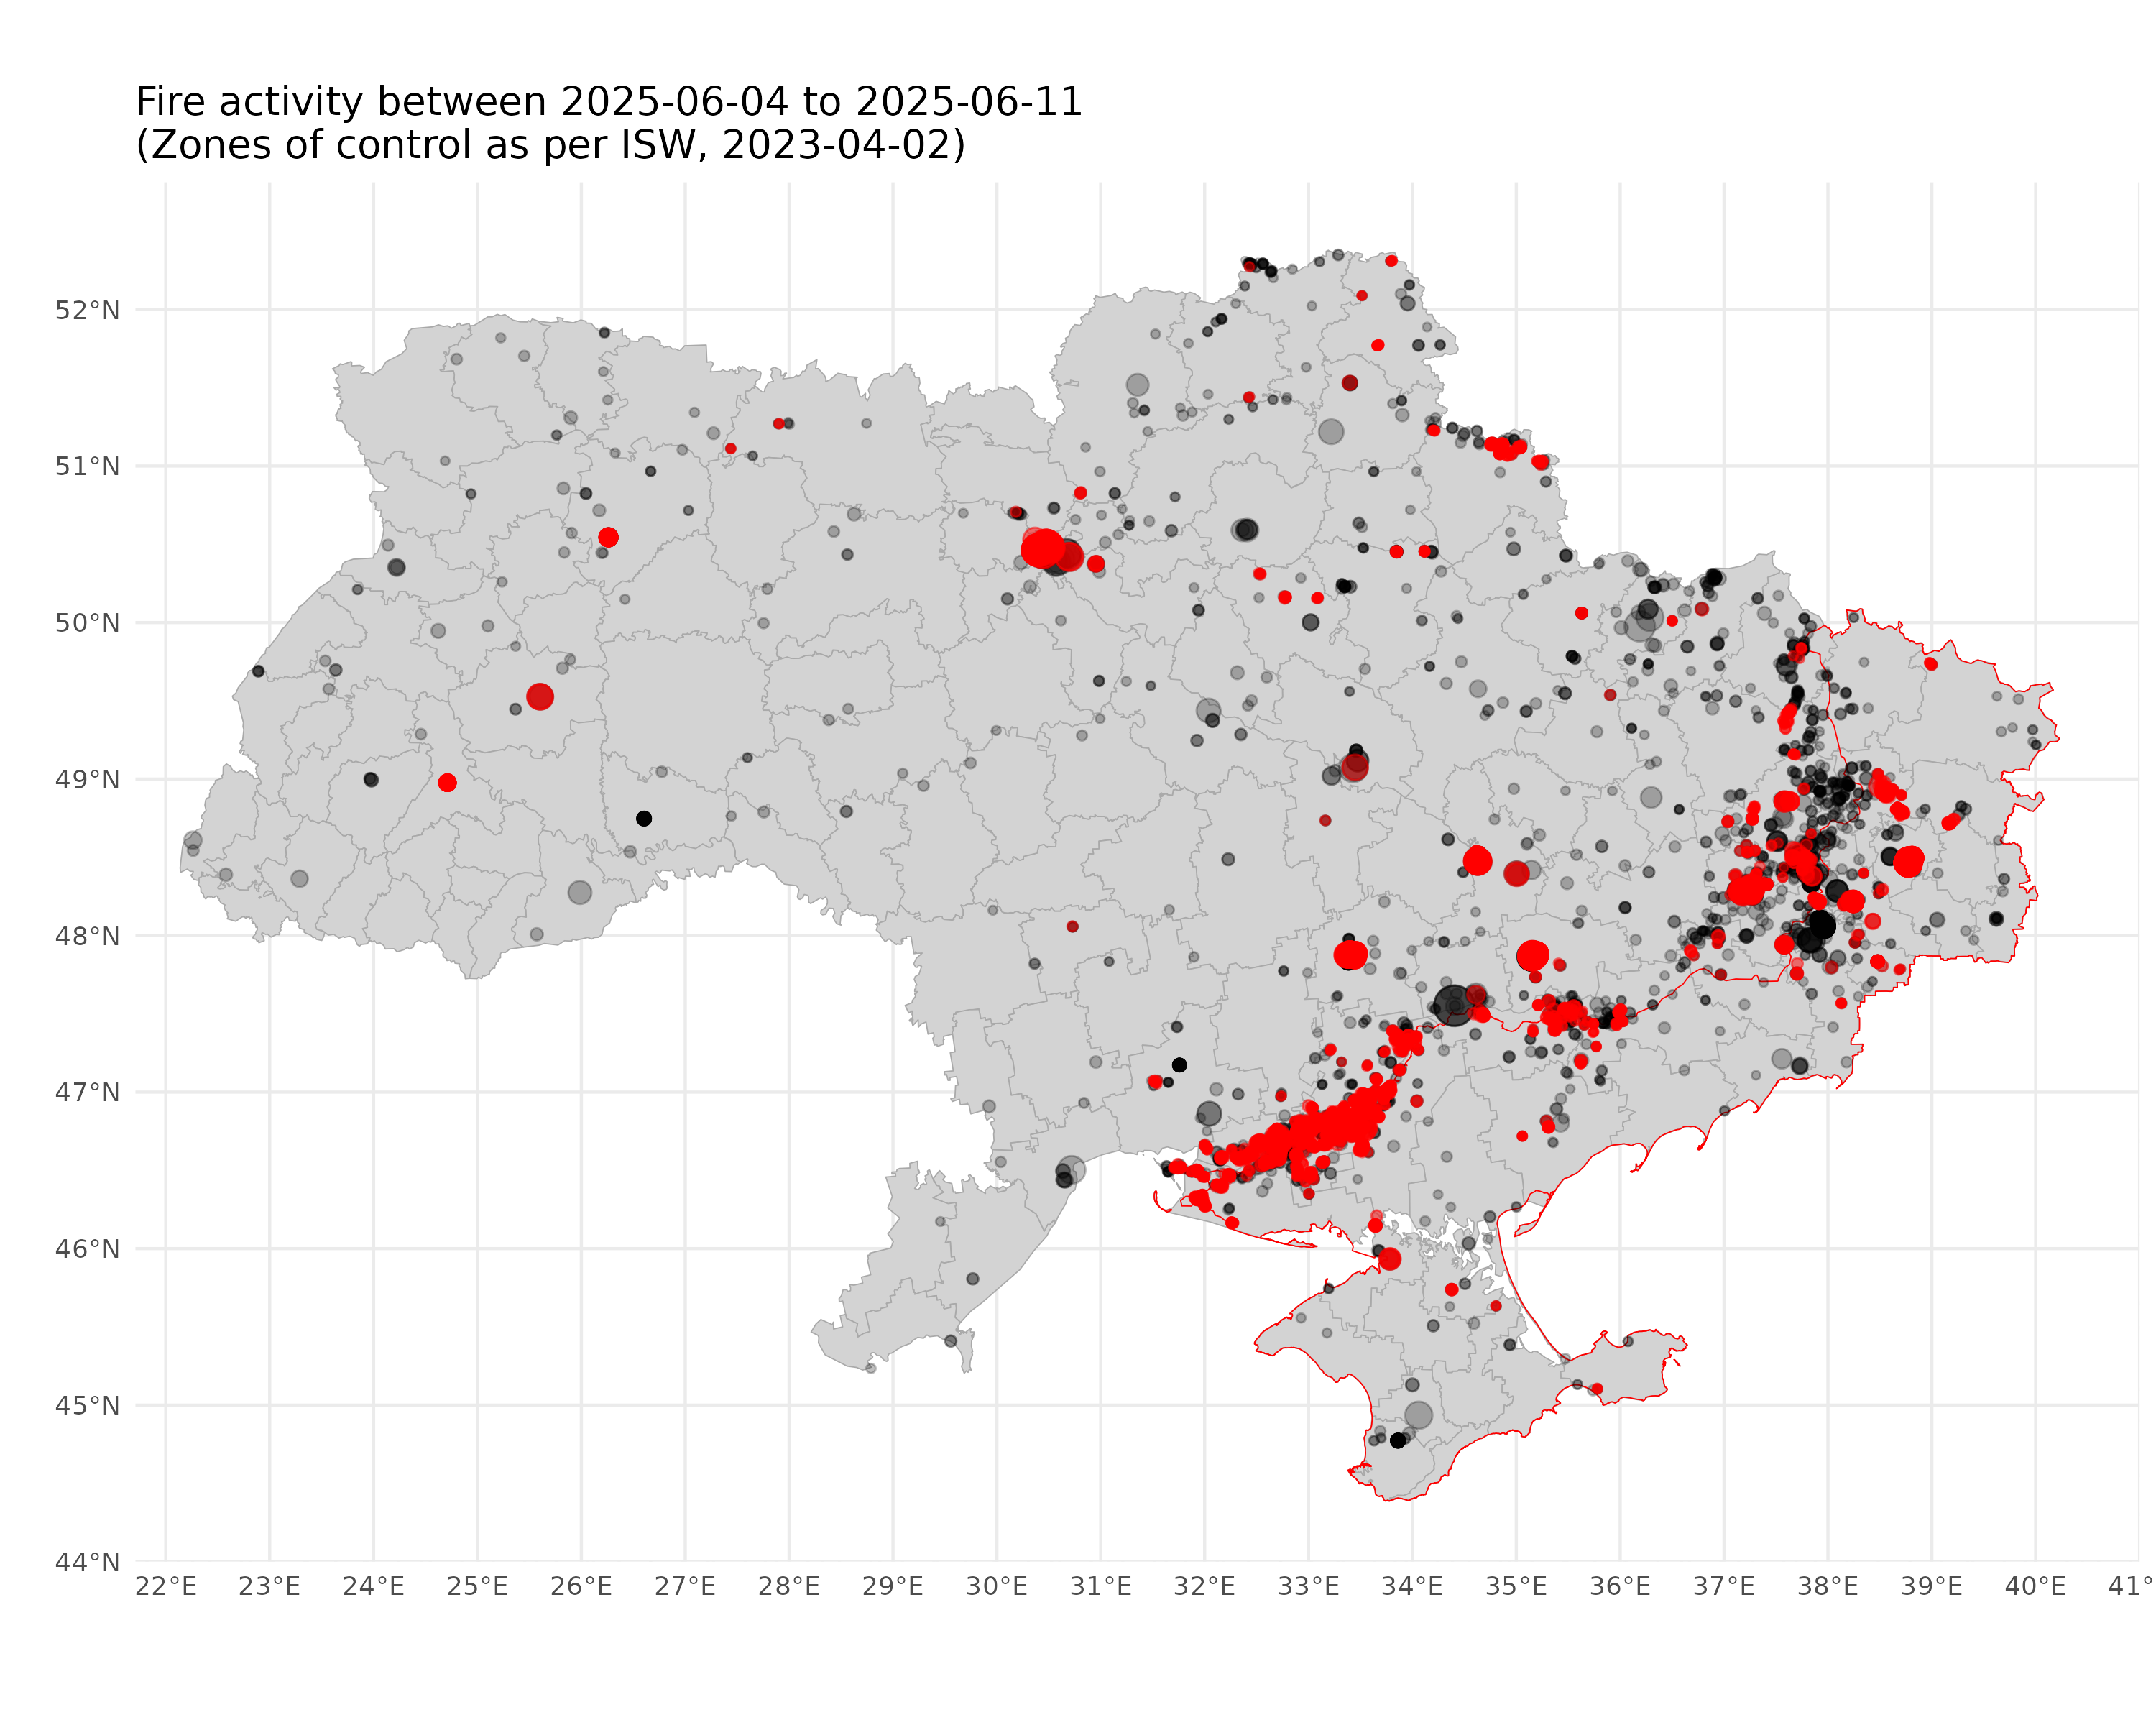 Fire activity between 2025-06-04 to 2025-06-11
(Zones of control as per ISW, 2023-04-02)
52°N
51°N
50°N
49°N
48°N
47°N
46°N
45°N
44°N
22°E 23°E 24°E 25°E 26°E 27°E 28°E 29°E 30°E 31°E 32°E 33°E 34°E 35°E 36°E 37°E 38°E 39°E 40°E 41°